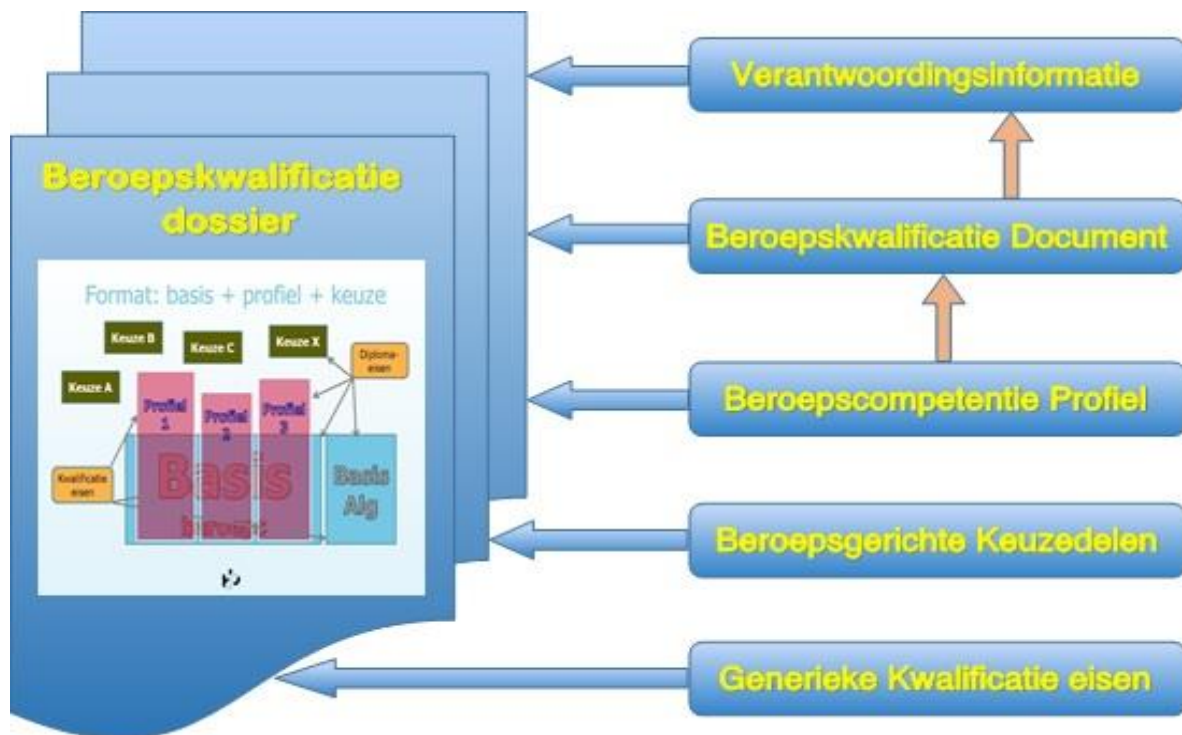 Beroepskwalificatie
dossier
Format: basis + profiel + keuze
Keuze B
Keuze C
Keuze X
Diploma-
eisen
Keuze A
Profiel
1
Profiel
2
Profiel
3
Kwalificatie
eisen
Basis
Basis
Alg
Verantwoordingsinformatie
Beroepskwalificatie Document
Beroepscompetentie Profiel
Beroepsgerichte Keuzedelen
Generieke Kwalificatie eisen